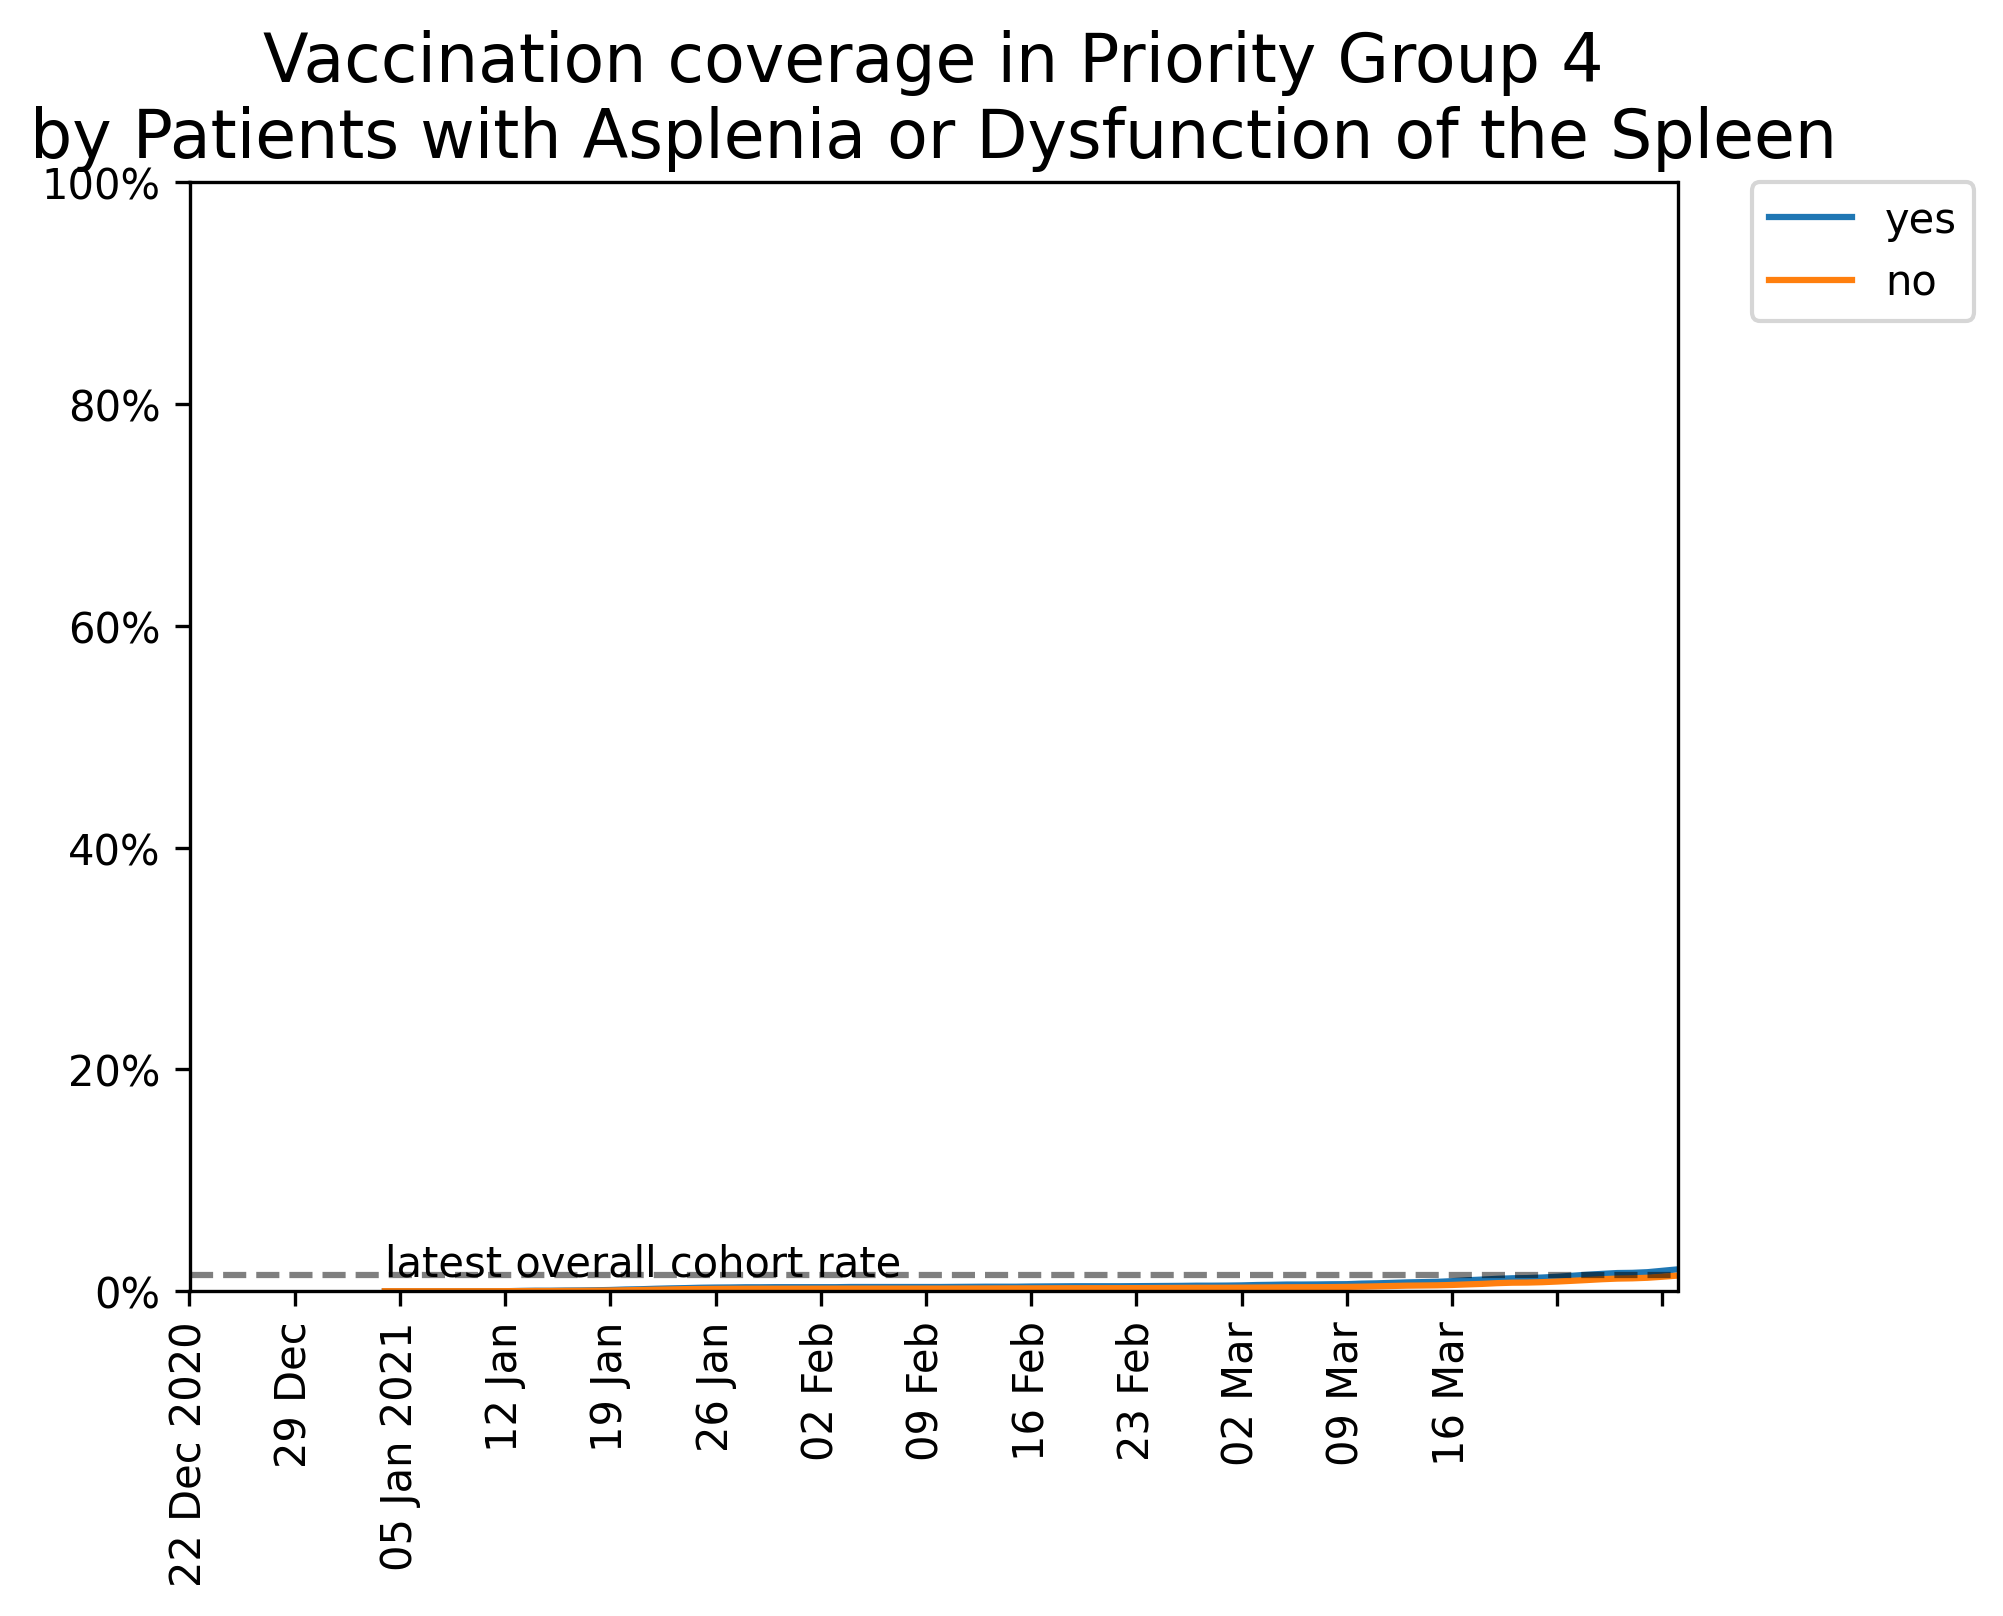 Vaccination coverage in Priority Group 4
by Patients with Asplenia or Dysfunction of the Spleen
100%
80%
60%
40%
20%
0%
yes
no
latest overall cohort rate
22 Dec 2020
29 Dec
05 Jan 2021
12 Jan
19 Jan
26 Jan
02 Feb
09 Feb
16 Feb
23 Feb
02 Mar
09 Mar
16 Mar